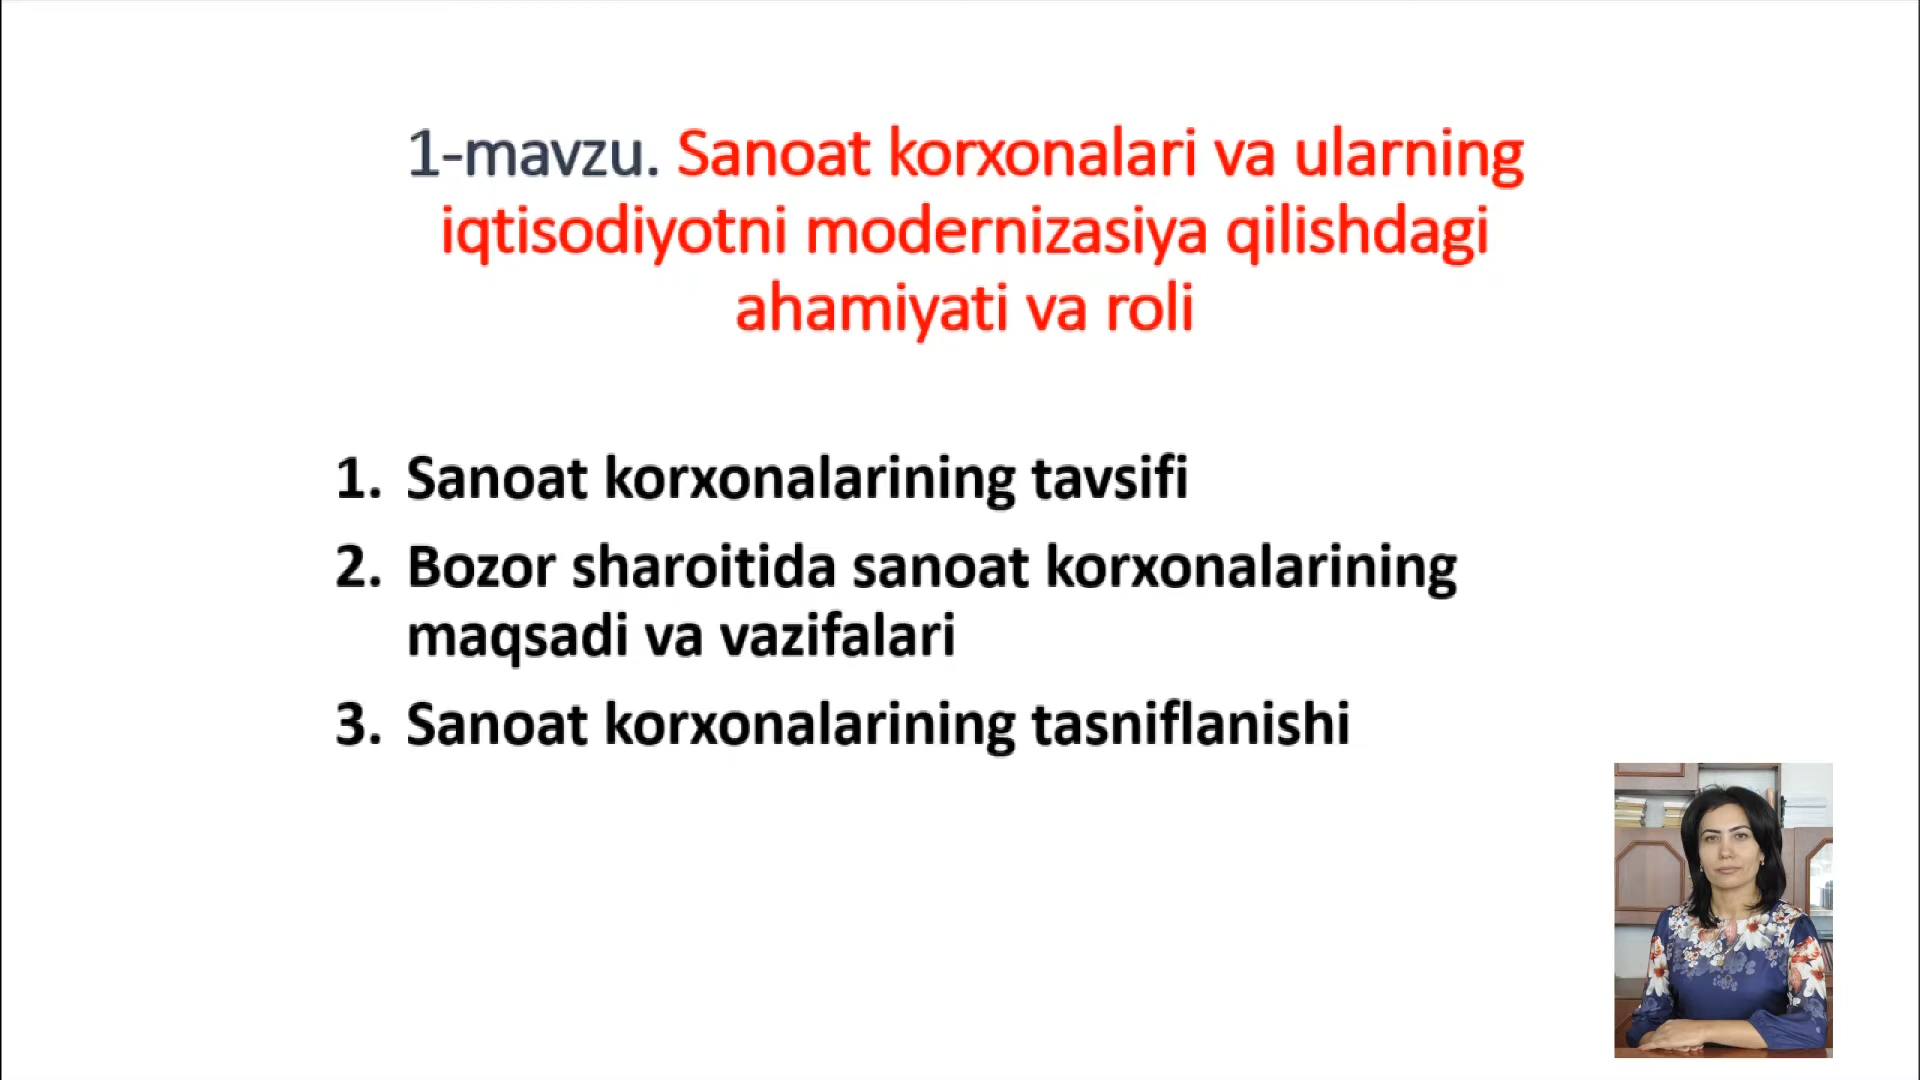 1-mavzu. Sanoat korxonalari va ularning
iqtisodiyotni modernizasiya qilishdagi
ahamiyati va roli
1. Sanoat korxonalarining tavsifi
2. Bozor sharoitida sanoat korxonalarining
maqsadi va vazifalari
3. Sanoat korxonalarining tasniflanishi